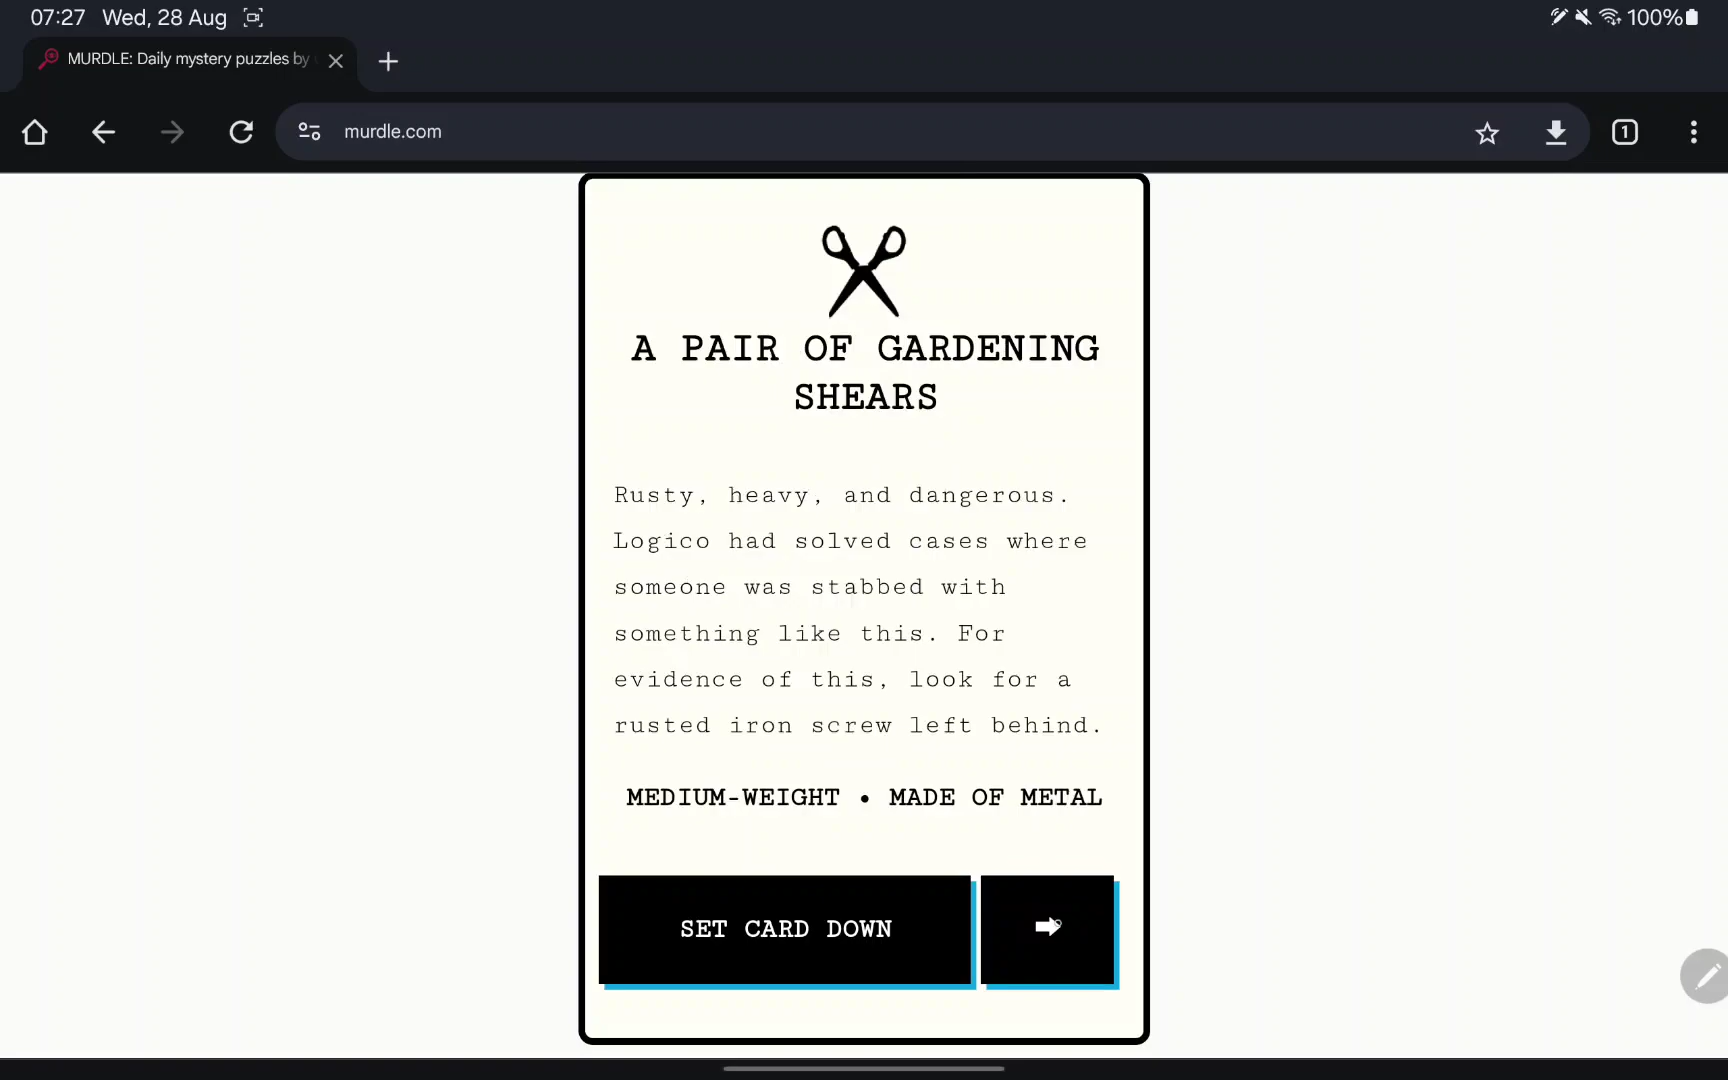 07:27 Wed, 28 Aug 100%
MURDLE: Daily mystery puzzles by
murdle.com 1
A PAIR OF GARDENING
SHEARS
Rusty, heavy, and dangerous.
Logico had solved cases where
someone was stabbed with
something like this. For
evidence of this, look for a
rusted iron screw left behind.
MEDIUM-WEIGHT • MADE OF METAL
SET CARD DOWN